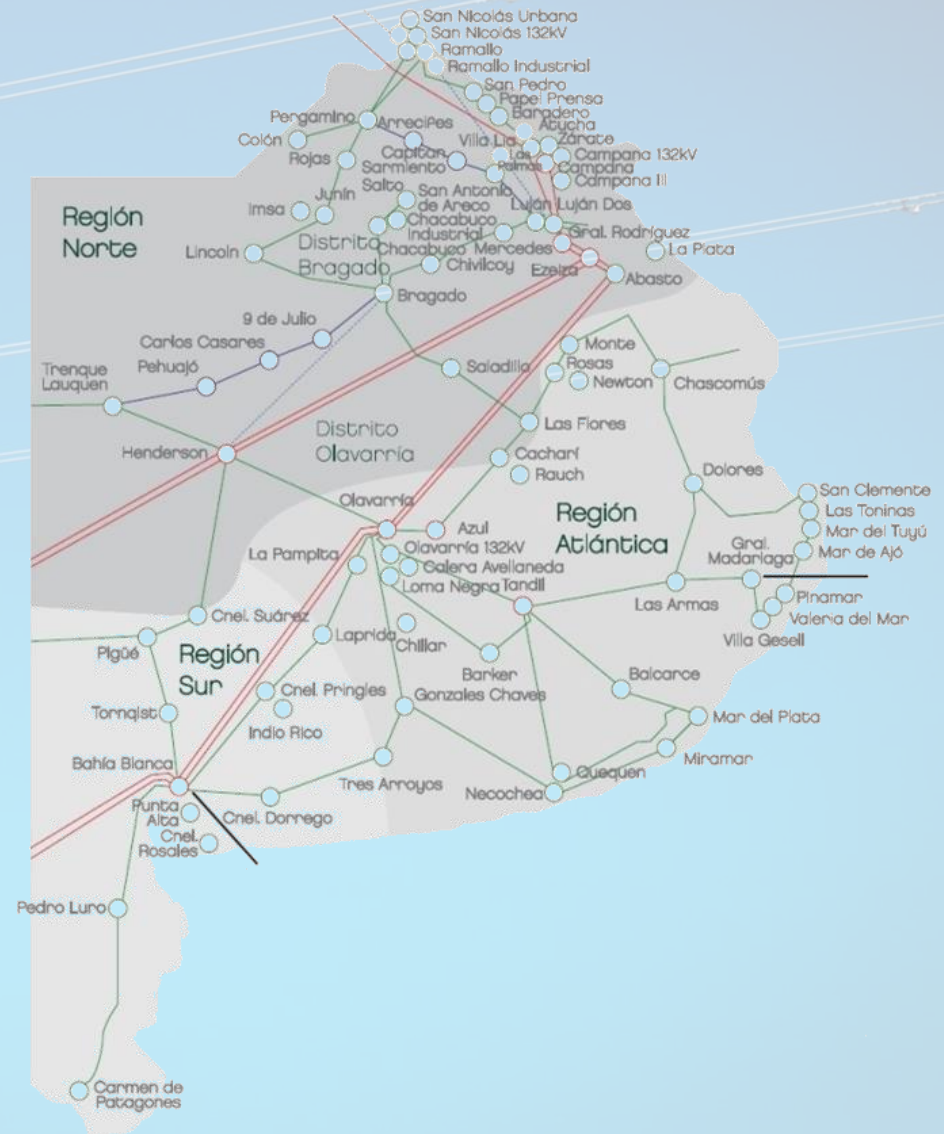 San Nicolás Urbana
San Nicolás 132kV
Ramallo
Ramallo Industrial
San Pedro
Papel Prensa
Baradero
Atucha
Zárate
Villa Lía
Las
Palmas
Campana 132kV
Campana
Campana III
Pergamino
Arrecifes
Colón
Rojas
Capitán
Sarmiento
Salto
San Antonio
de Areco
Junín
Imsa
Chacabuco
Industrial
Luján
Luján Dos
Gral. Rodríguez
Mercedes
La Plata
Región
Norte
Distrito
Bragado
Chacabuco
Chivilcoy
Lincoln
Ezeiza
Abasto
Bragado
9 de Julio
Carlos Casares
Pehuajó
Trenque
Lauquen
Saladillo
Monte
Rosas
Newton
Chascomús
Henderson
Distrito
Olavarría
Las Flores
Cacharí
Rauch
Dolores
San Clemente
Las Toninas
Mar del Tuyú
Mar de Ajó
Olavarría
Azul
Región
Atlántica
Gral.
Madariaga
La Pampita
Olavarría 132kV
Calera Avellaneda
Loma Negra
Tandil
Las Armas
Pinamar
Valeria del Mar
Villa Gesell
Cnel. Suárez
Pigüé
Región
Sur
Laprida
Chillar
Barker
Balcarce
Cnel. Pringles
Indio Rico
Gonzales Chaves
Tornqist
Mar del Plata
Miramar
Bahía Blanca
Tres Arroyos
Quequen
Necochea
Punta
Alta
Cnel. Dorrego
Cnel.
Rosales
Pedro Luro
Carmen de
Patagones